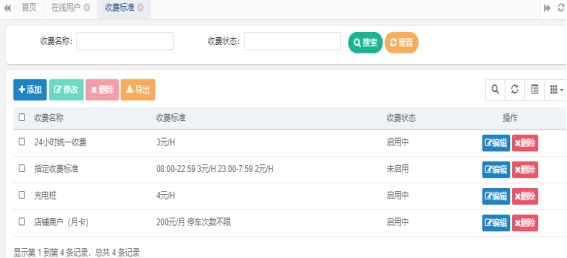 首页 在线用户 收费标准
收费名称： 收费状态： 搜索 重置
添加 修改 删除 导出
收费名称 收费标准 收费状态 操作
24小时统一收费 3元/H 启用中 编辑 删除
指定收费标准 08:00-22:59 3元/H 23:00-7:59 2元/H 未启用 编辑 删除
充电桩 4元/H 启用中 编辑 删除
店铺商户（月卡） 200元/月 停车次数不限 启用中 编辑 删除
显示第 1 到第 4 条记录，总共 4 条记录